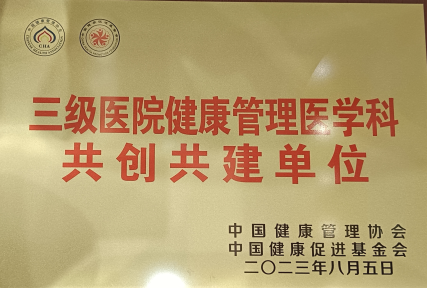 CHA
三级医院健康管理医学科
共创共建单位
中国健康管理协会
中国健康促进基金会
二〇二三年八月五日